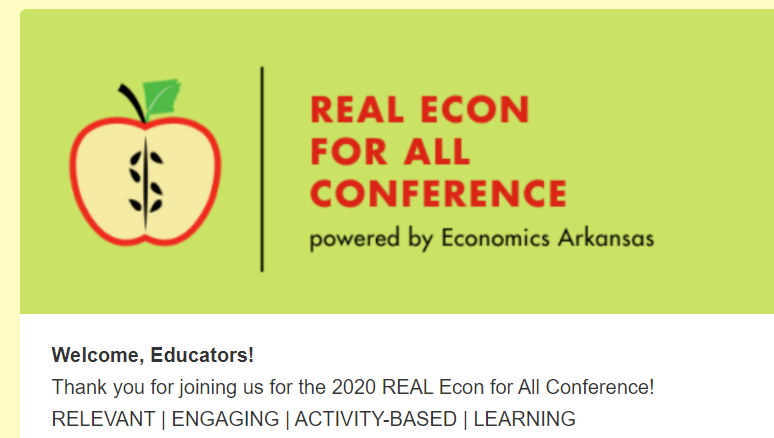 REAL ECON
FOR ALL
CONFERENCE
powered by Economics Arkansas
Welcome, Educators!
Thank you for joining us for the 2020 REAL Econ for All Conference!
RELEVANT | ENGAGING | ACTIVITY-BASED | LEARNING